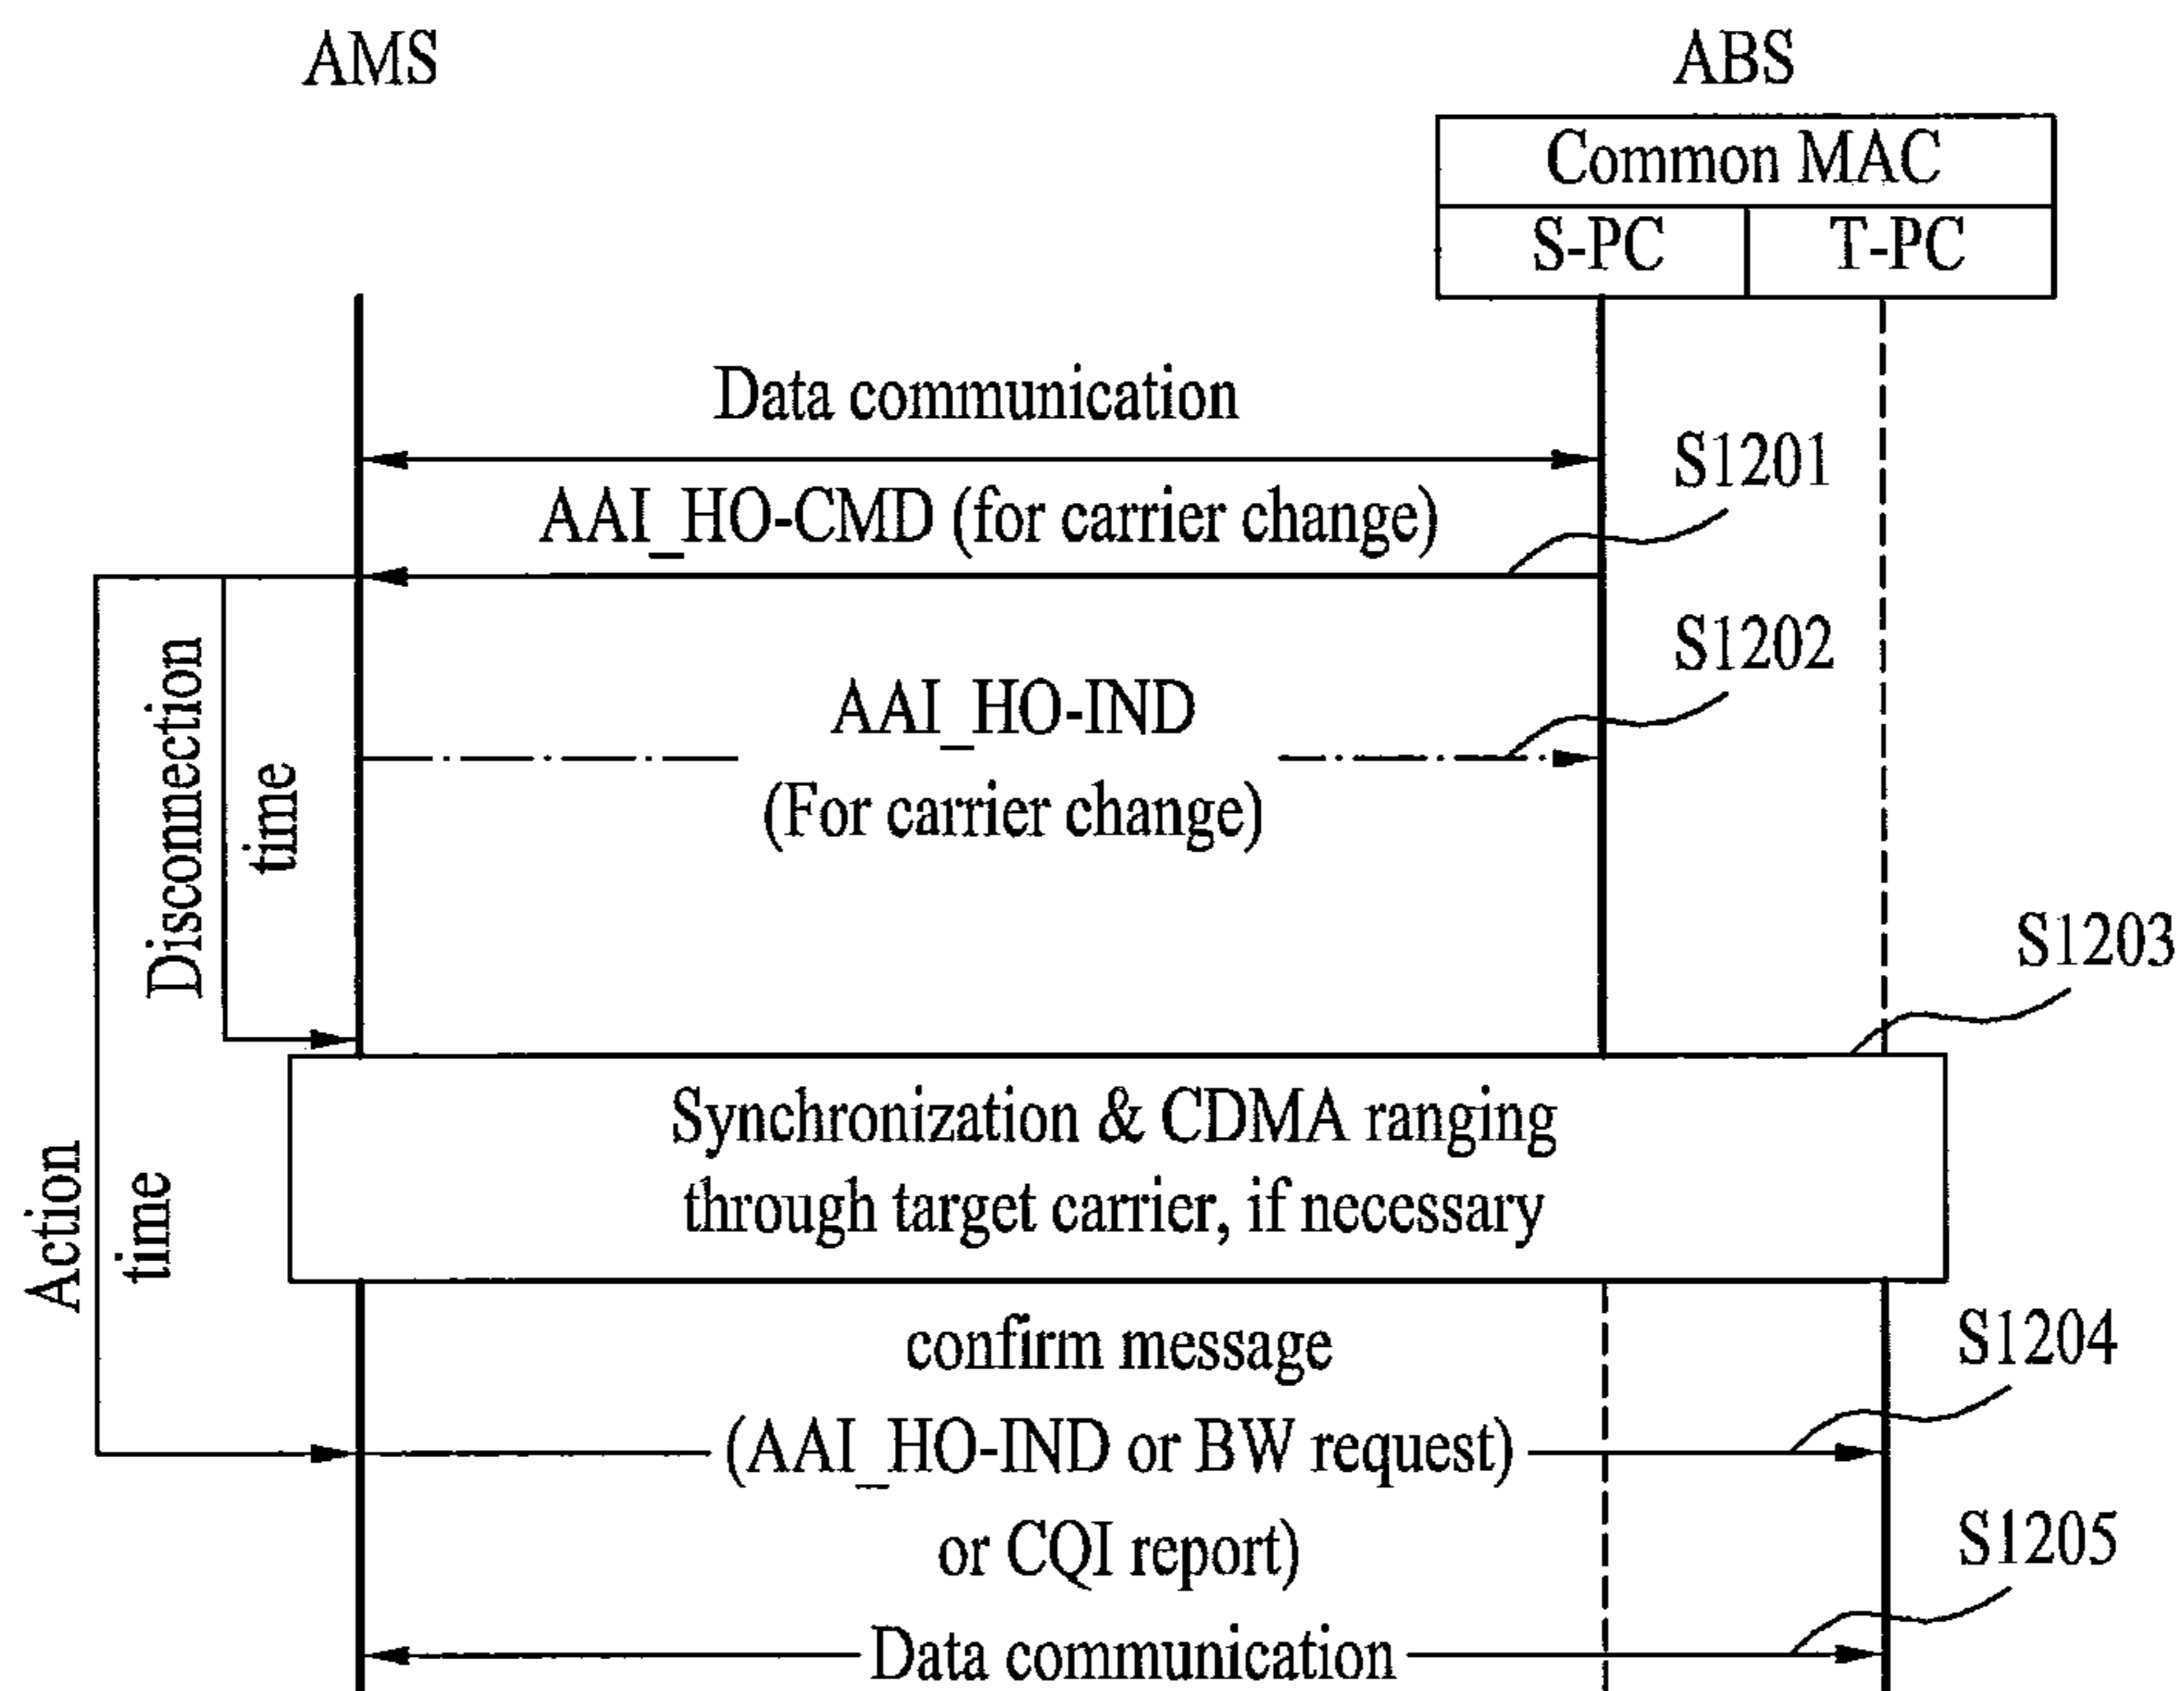 AMS
ABS
Common MAC
S-PC
T-PC
Data communication
S1201
AAI_HO-CMD (for carrier change)
S1202
AAI_HO-IND
(For carrier change)
Disconnection
time
S1203
Synchronization & CDMA ranging
through target carrier, if necessary
Action
time
confirm message
S1204
(AAI_HO-IND or BW request)
or CQI report)
S1205
Data communication